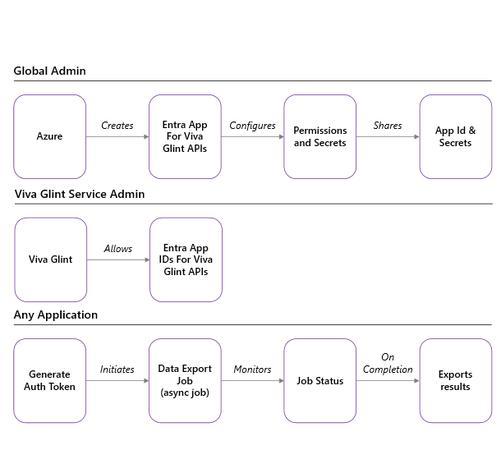 Global Admin
Azure
Creates
Entra App
For Viva
Glint APIs
Configures
Permissions
and Secrets
Shares
App Id &
Secrets
Viva Glint Service Admin
Viva Glint
Allows
Entra App
IDs For Viva
Glint APIs
Any Application
Generate
Auth Token
Initiates
Data Export
Job
(async job)
Monitors
Job Status
On
Completion
Exports
results